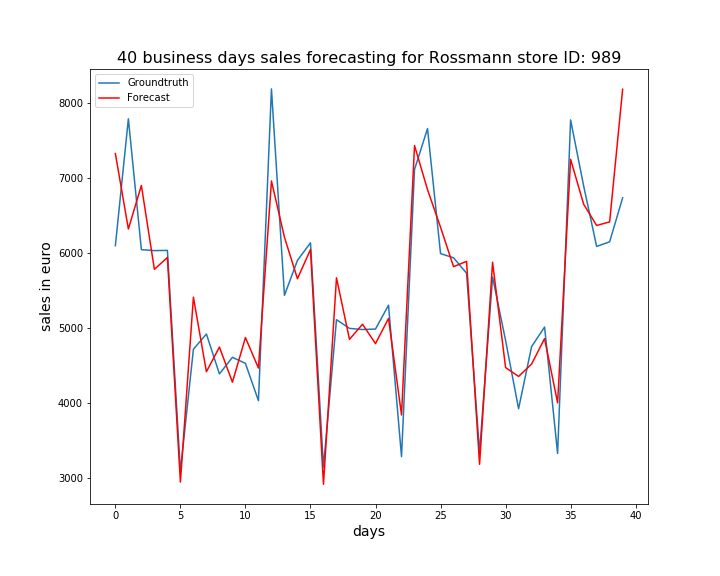 40 business days sales forecasting for Rossmann store ID: 989
Groundtruth
Forecast
8000
7000
6000
5000
4000
3000
sales in euro
0 5 10 15 20 25 30 35 40
days